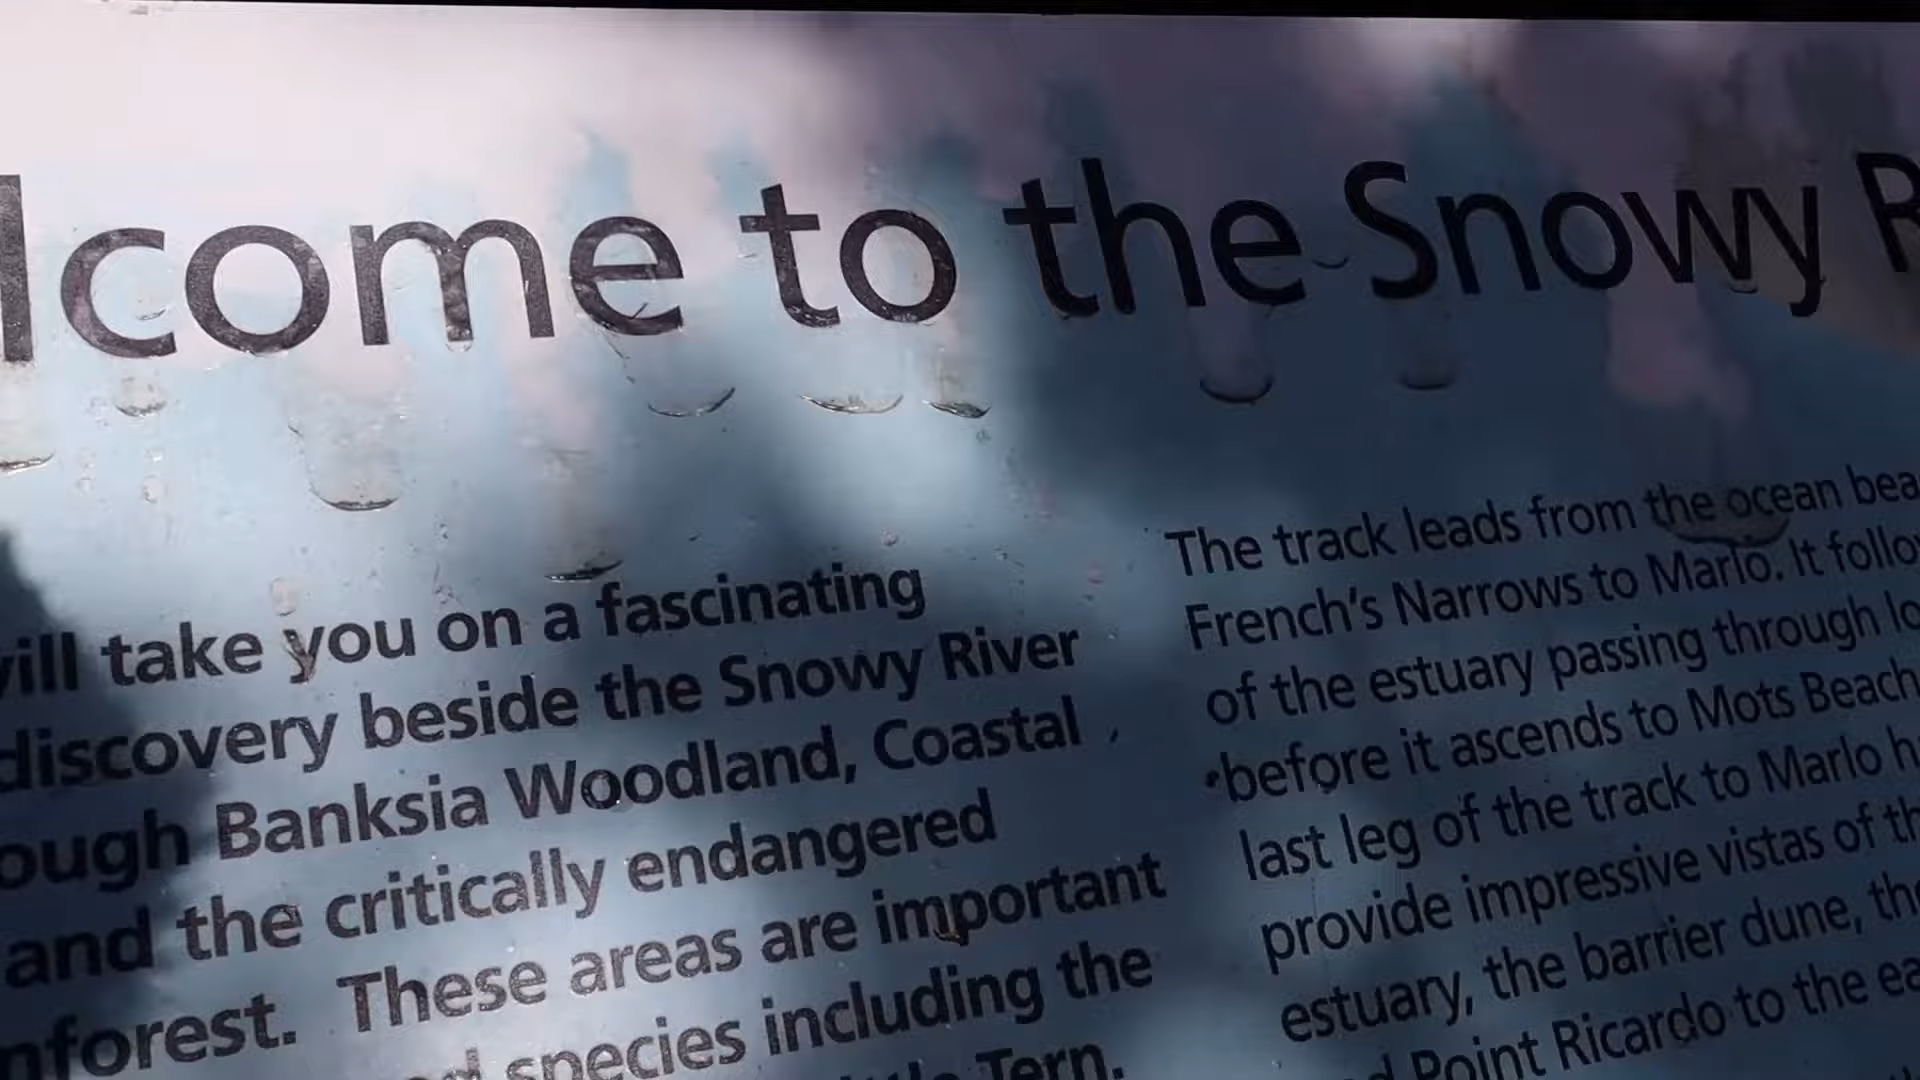 lcome to the Snowy R
will take you on a fascinating
discovery beside the Snowy River
ough Banksia Woodland, Coastal
and the critically endangered
nforest. These areas are important
d species including the
Tern.
The track leads from the ocean bea
French's Narrows to Marlo. It follo
of the estuary passing through lo
before it ascends to Mots Beach
last leg of the track to Marlo h
provide impressive vistas of th
estuary, the barrier dune, the
d Point Ricardo to the ea